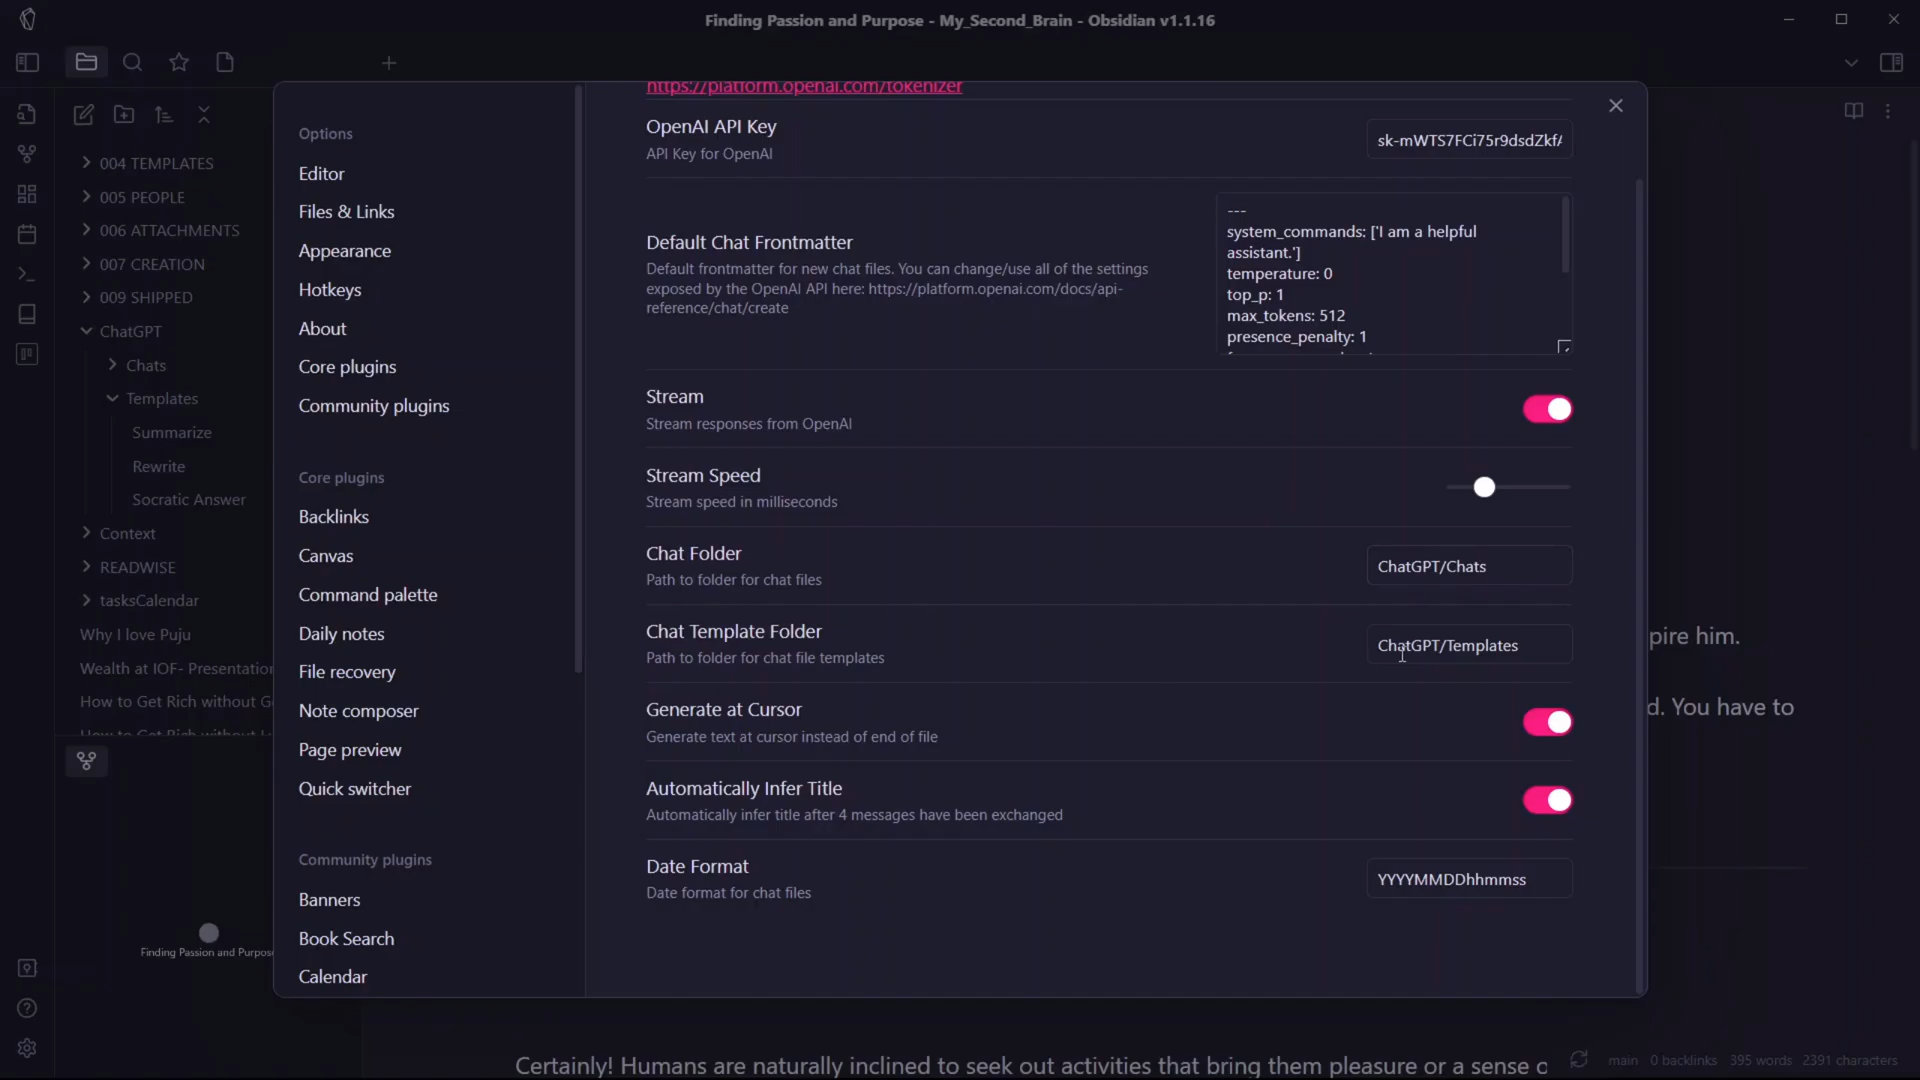 Finding Passion and Purpose - My_Second_Brain - Obsidian v1.1.16
004 TEMPLATES
005 PEOPLE
006 ATTACHMENTS
007 CREATION
009 SHIPPED
ChatGPT
Chats
Templates
Summarize
Rewrite
Socratic Answer
Context
READWISE
tasksCalendar
Why I love Puju
Wealth at IOF- Presentation
How to Get Rich without G
How to Get Rich without
Finding Passion and Purpose
Options
Editor
Files & Links
Appearance
Hotkeys
About
Core plugins
Community plugins
Core plugins
Backlinks
Canvas
Command palette
Daily notes
File recovery
Note composer
Page preview
Quick switcher
Community plugins
Banners
Book Search
Calendar
https://platform.openai.com/tokenizer
OpenAI API Key
API Key for OpenAI
sk-mWTS7FCi75r9dsdZkf
Default Chat Frontmatter
Default frontmatter for new chat files. You can change/use all of the settings
exposed by the OpenAI API here: https://platform.openai.com/docs/api-
reference/chat/create
---
system_commands: ['I am a helpful
assistant.']
temperature: 0
top_p: 1
max_tokens: 512
presence_penalty: 1
Stream
Stream responses from OpenAI
Stream Speed
Stream speed in milliseconds
Chat Folder
Path to folder for chat files
ChatGPT/Chats
Chat Template Folder
Path to folder for chat file templates
ChatGPT/Templates
Generate at Cursor
Generate text at cursor instead of end of file
Automatically Infer Title
Automatically infer title after 4 messages have been exchanged
Date Format
Date format for chat files
YYYYMMDDhhmmss
pire him.
d. You have to
Certainly! Humans are naturally inclined to seek out activities that bring them pleasure or a sense o
main 0 backlinks 395 words 2391 characters